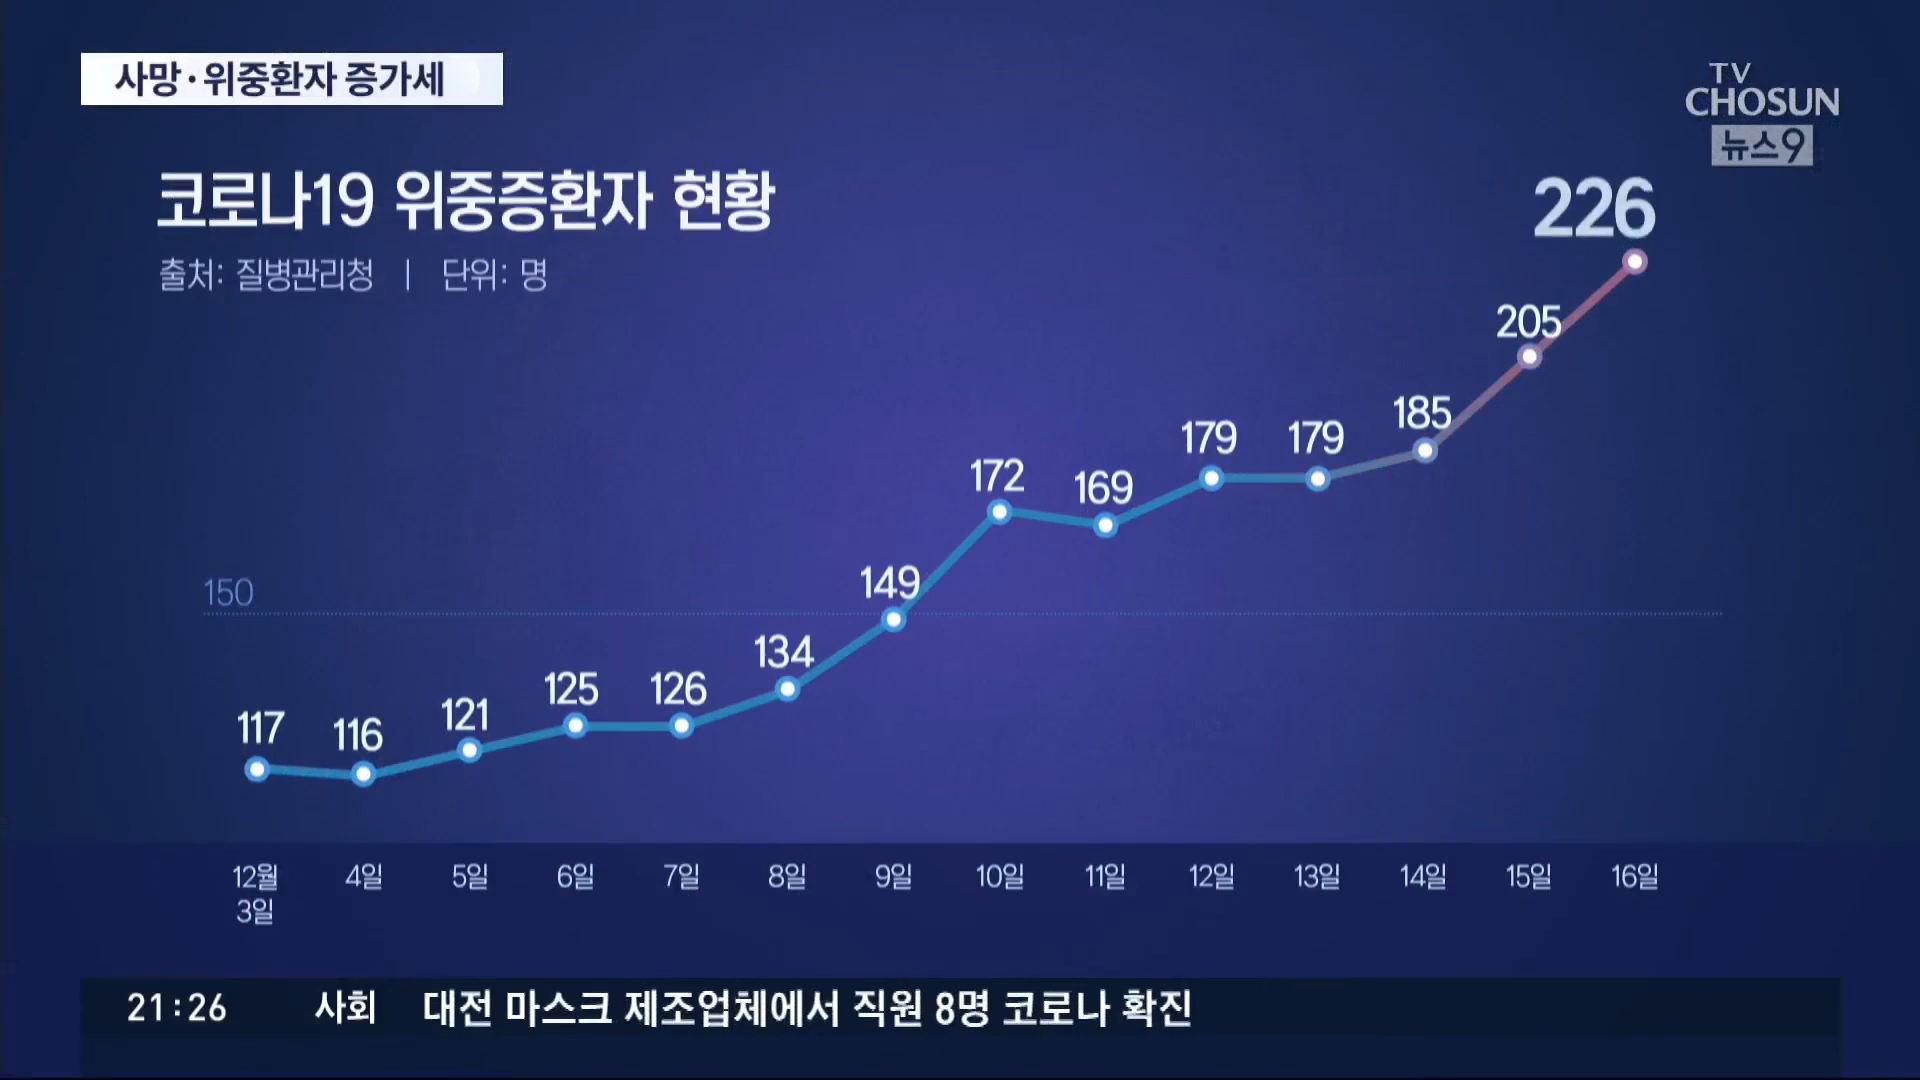 사망·위중환자 증가세
TV
CHOSUN
뉴스9
코로나19 위중증환자 현황
출처: 질병관리청 | 단위: 명
226
205
185
179
179
172
169
149
150
134
126
125
121
117
116
12월 4일 5일 6일 7일 8일 9일 10일 11일 12일 13일 14일 15일 16일
3일
21:26 사회 대전 마스크 제조업체에서 직원 8명 코로나 확진